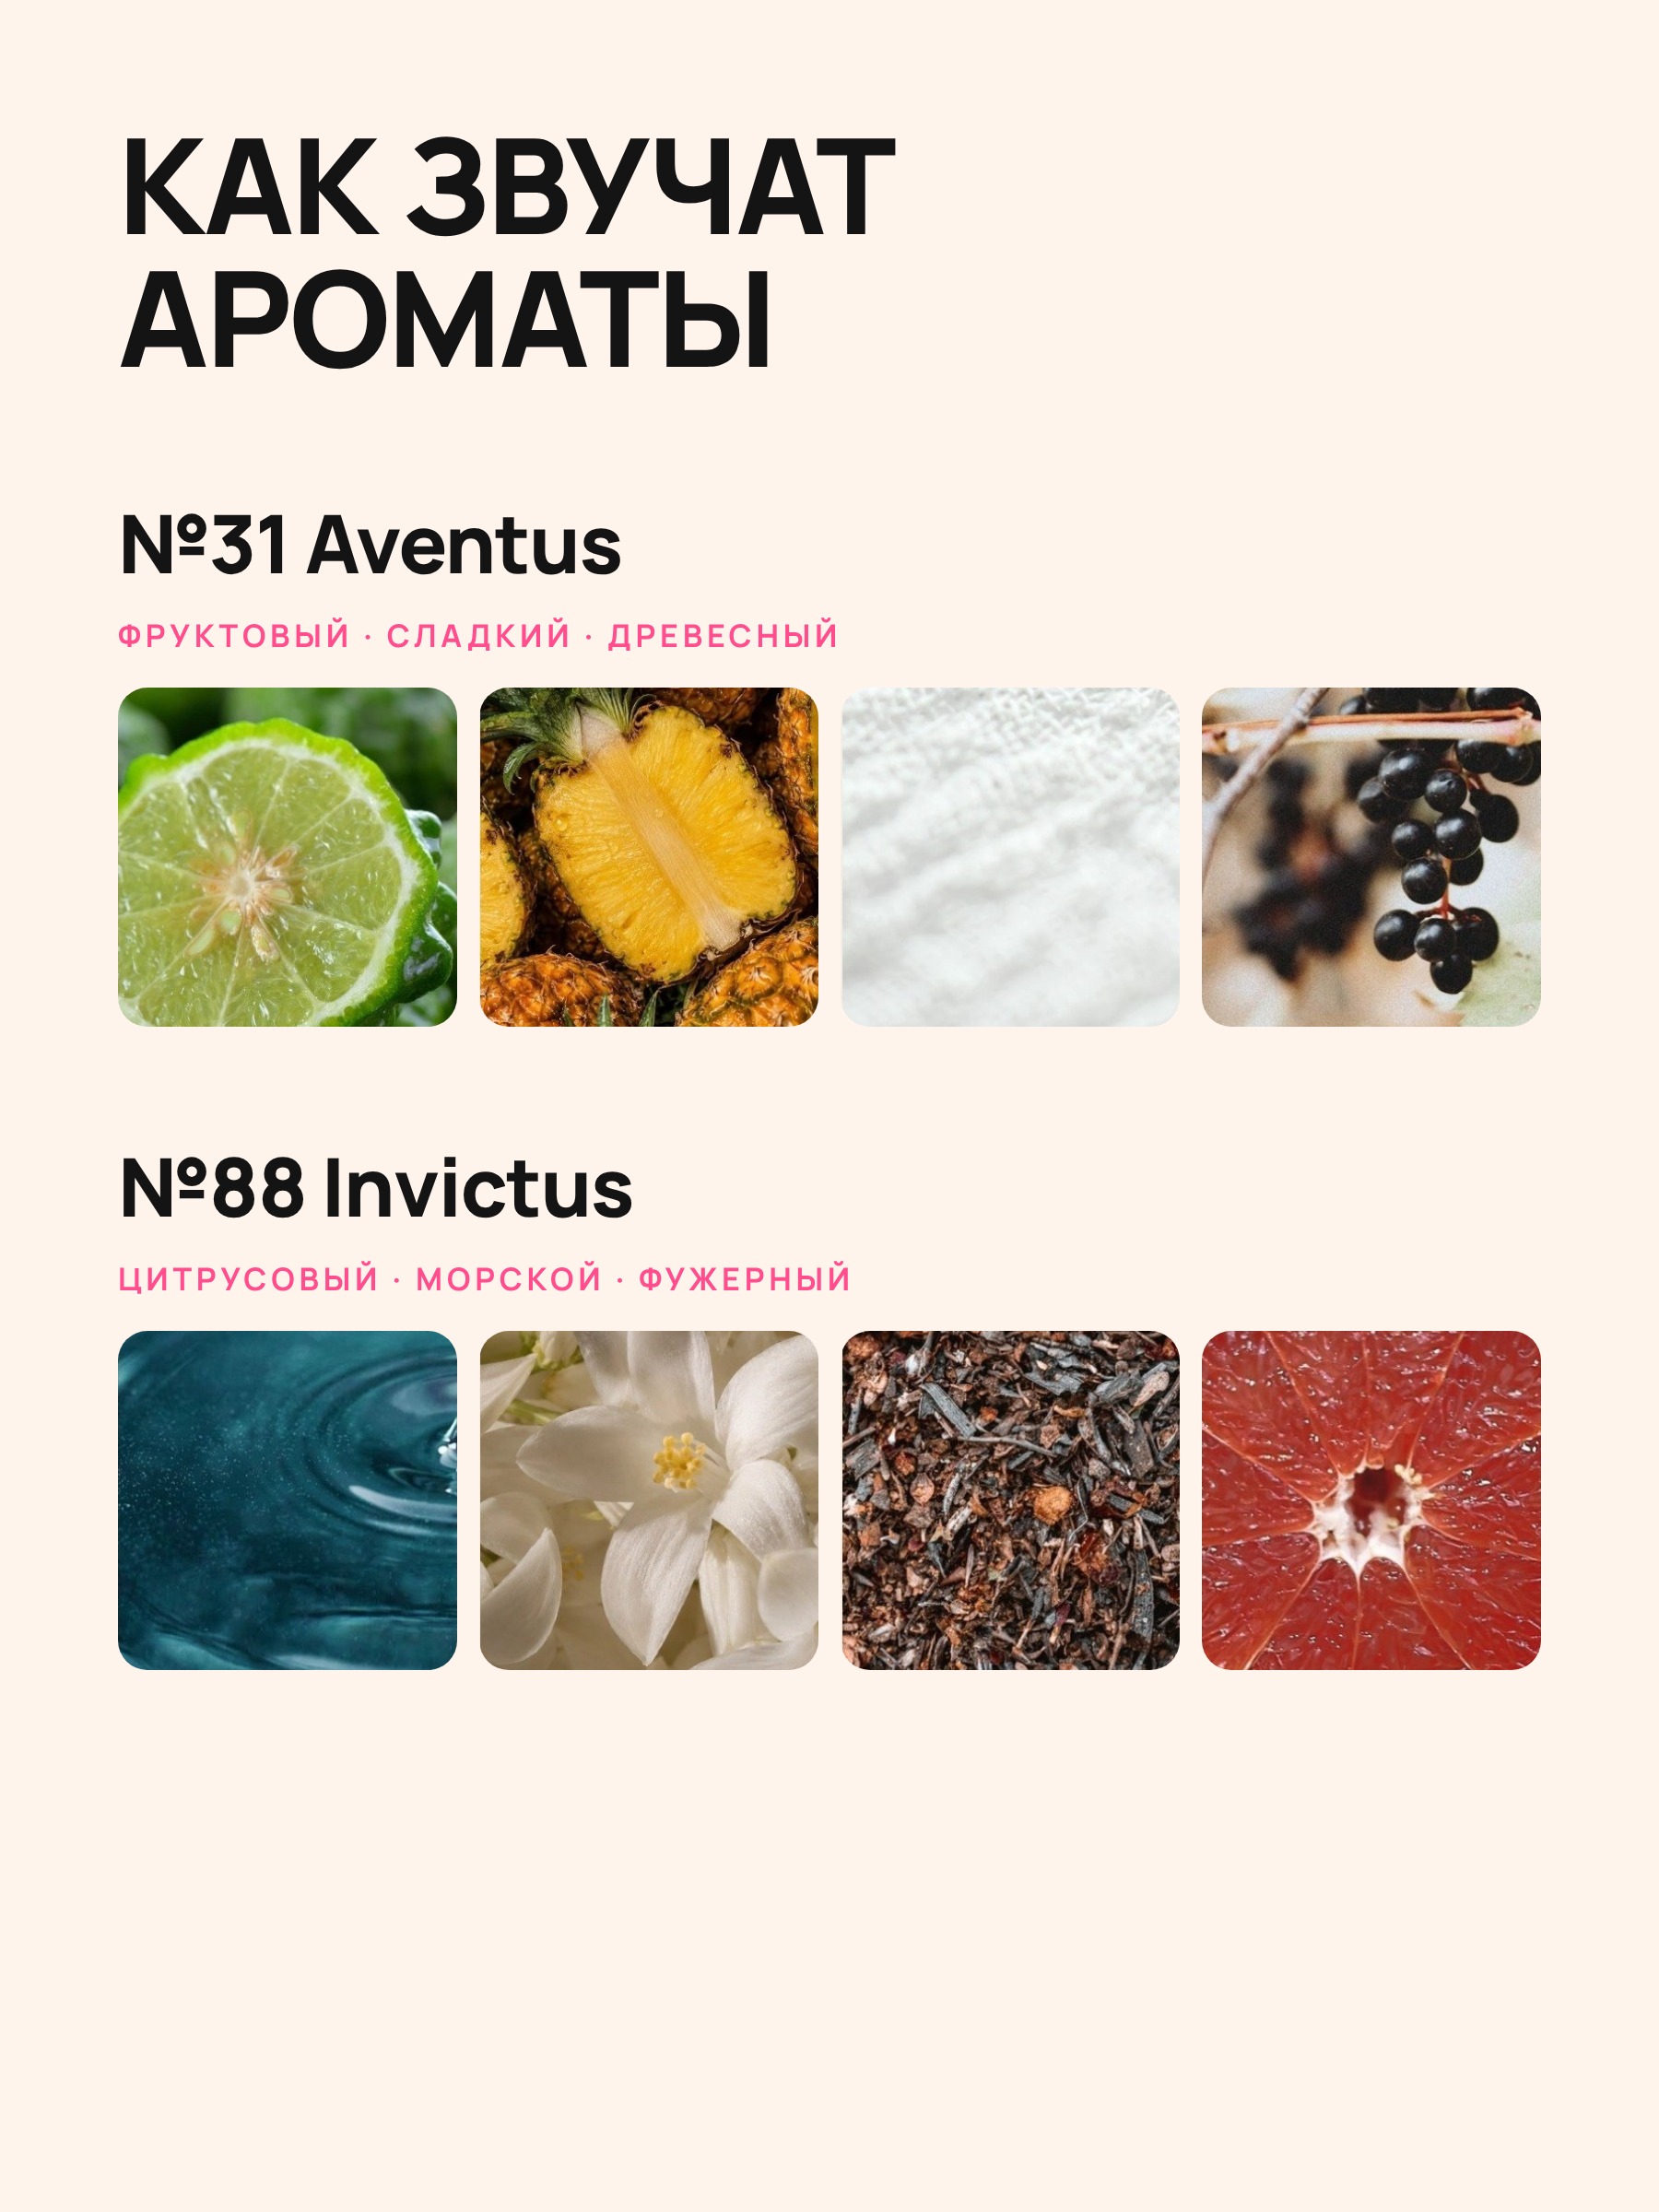 КАК ЗВУЧАТ
АРОМАТЫ
№31 Aventus
ФРУКТОВЫЙ · СЛАДКИЙ · ДРЕВЕСНЫЙ
№88 Invictus
ЦИТРУСОВЫЙ · МОРСКОЙ · ФУЖЕРНЫЙ